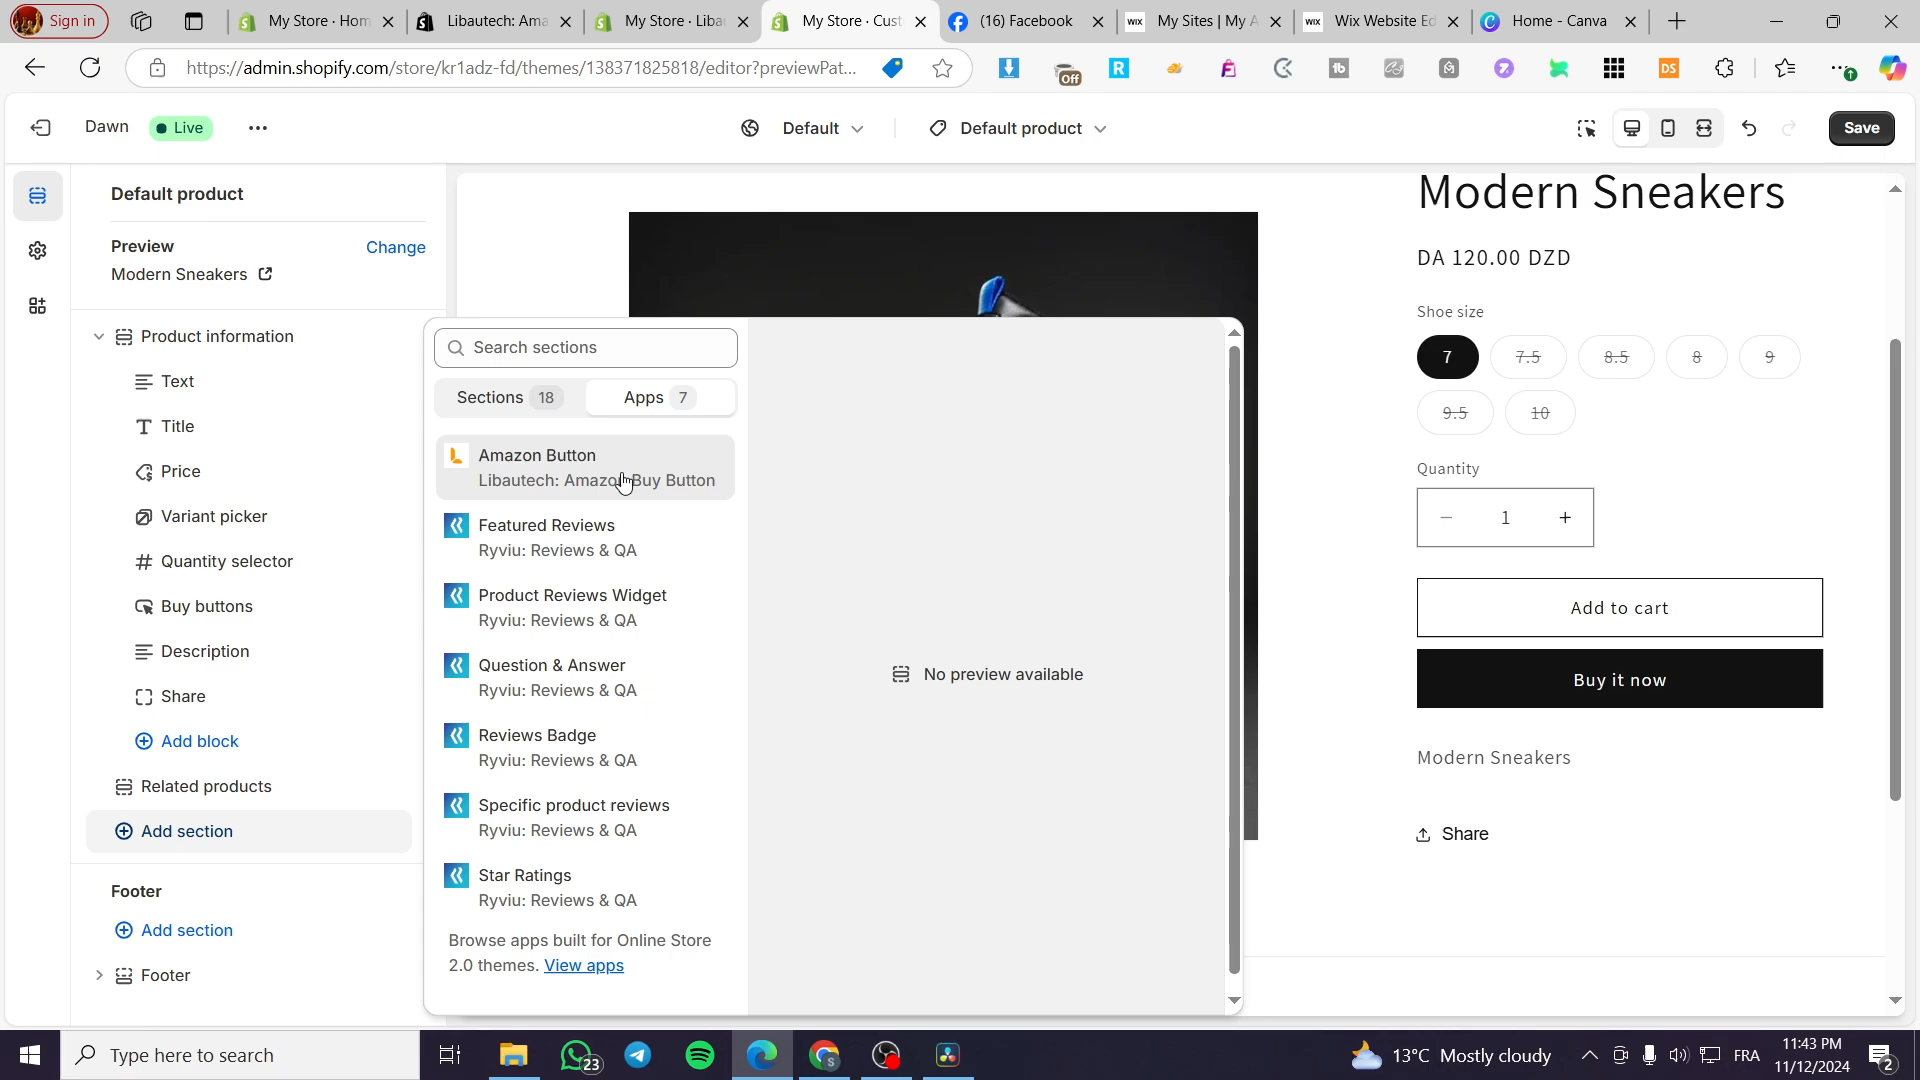 Sign in
My Store · Hom
Libautech: Ama
My Store · Liba
My Store · Cust
(16) Facebook
My Sites | My A
Wix Website Ed
Home - Canva
https://admin.shopify.com/store/kr1adz-fd/themes/138371825818/editor?previewPat...
Off
Dawn
Live
Default
Default product
Save
Default product
Preview
Change
Modern Sneakers
Product information
Text
Title
Price
Variant picker
Quantity selector
Buy buttons
Description
Share
Add block
Related products
Add section
Footer
Add section
Footer
Search sections
Sections 18
Apps 7
Amazon Button
Libautech: Amazon Buy Button
Featured Reviews
Ryviu: Reviews & QA
Product Reviews Widget
Ryviu: Reviews & QA
Question & Answer
Ryviu: Reviews & QA
Reviews Badge
Ryviu: Reviews & QA
Specific product reviews
Ryviu: Reviews & QA
Star Ratings
Ryviu: Reviews & QA
Browse apps built for Online Store
2.0 themes. View apps
No preview available
Modern Sneakers
DA 120.00 DZD
Shoe size
7 7.5 8.5 8 9
9.5 10
Quantity
1
Add to cart
Buy it now
Modern Sneakers
Share
Type here to search
23
13°C Mostly cloudy
FRA
11:43 PM
11/12/2024
2